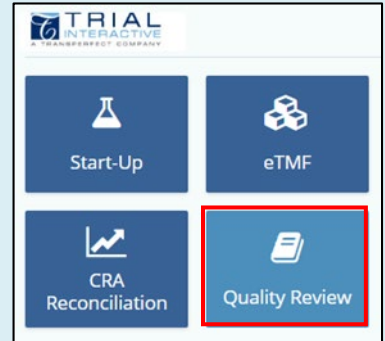 TRIAL
INTERACTIVE
A TRANSPERFECT COMPANY
Start-Up
eTMF
CRA
Reconciliation
Quality Review